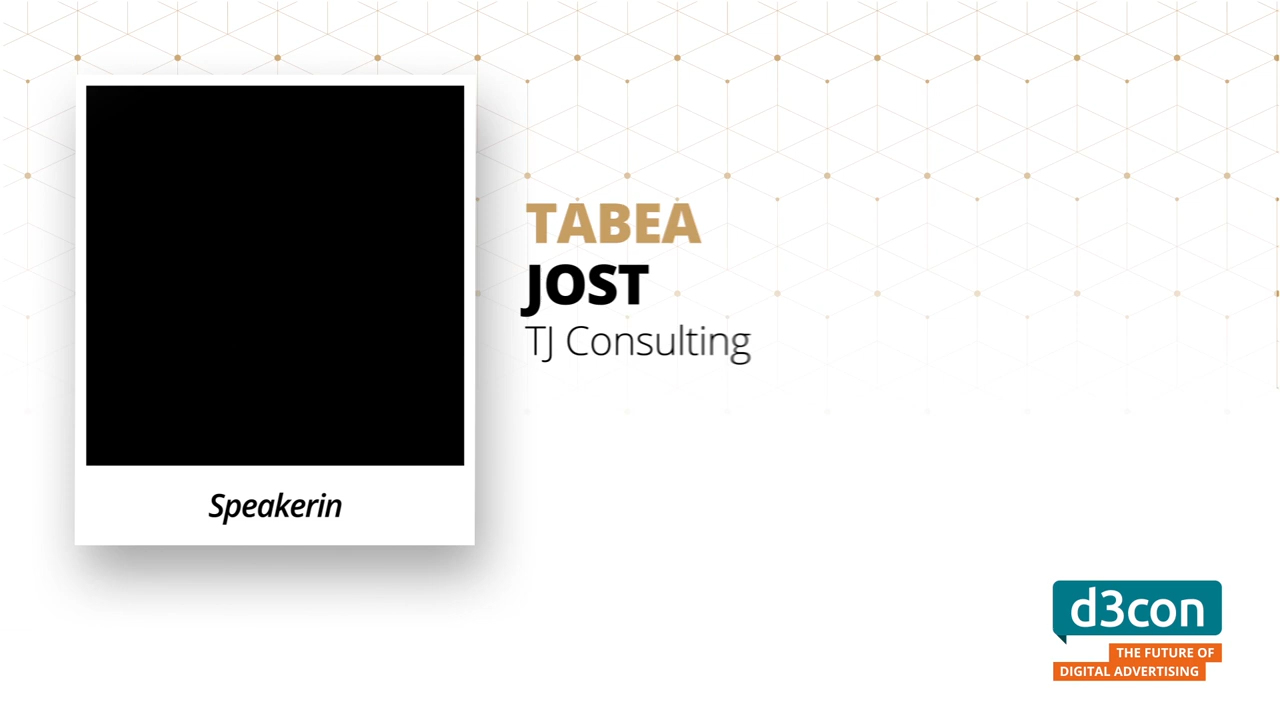 TABEA
JOST
TJ Consulting
Speakerin
d3con
THE FUTURE OF
DIGITAL ADVERTISING